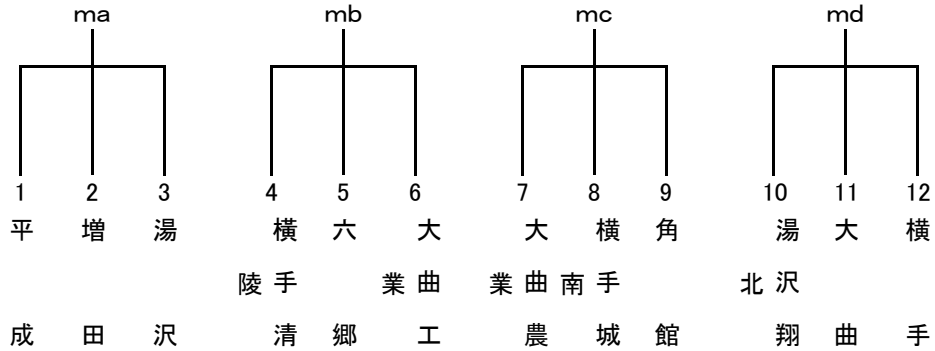 ma mb mc md
1 2 3 4 5 6 7 8 9 10 11 12
平成
増田
湯沢
横手清陵
六郷
大曲工業
大曲農業
横手城南
角館
湯沢翔北
大曲
横手